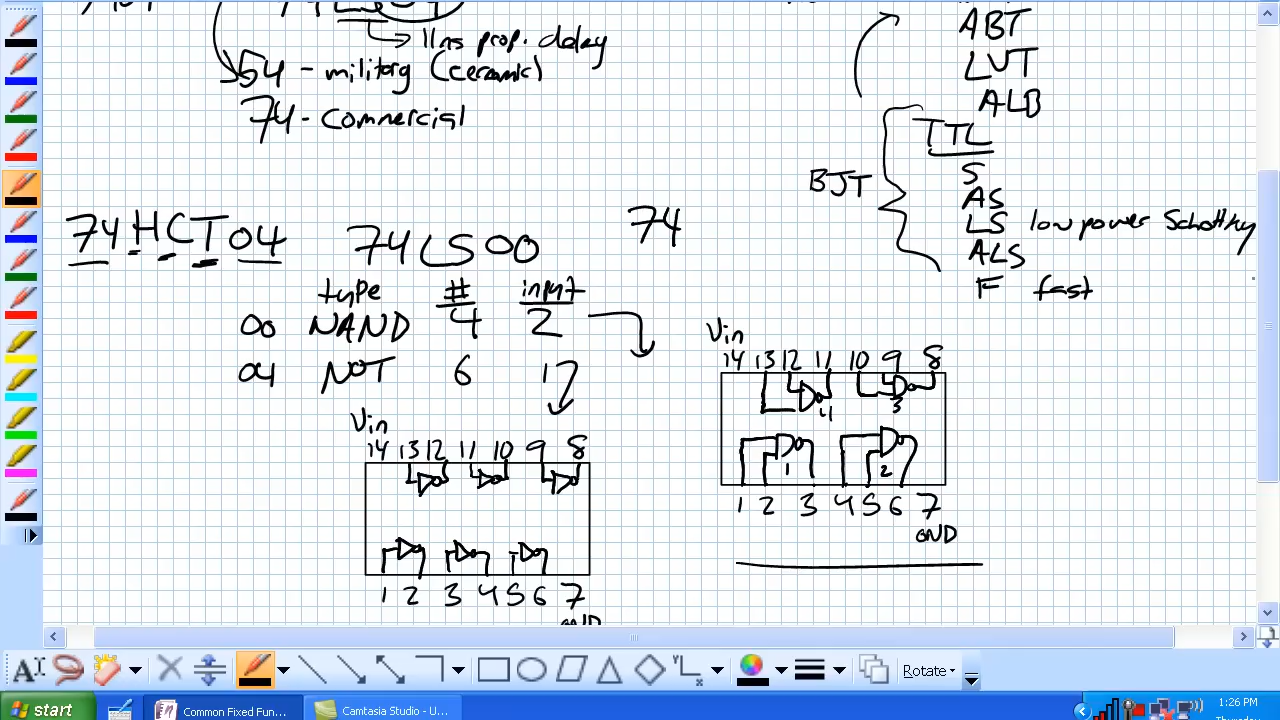 11ns prop. delay
54 - military (ceramic)
74 - commercial
ABT
LVT
ALB
TTL
BJT
S
AS
LS low power Schottky
ALS
F fast
74HCT04 74LS00 74
type # input
00 NAND 4 2
04 NOT 6 1
Vin
14 13 12 11 10 9 8
4 3
1 2
1 2 3 4 5 6 7
GND
Vin
14 13 12 11 10 9 8
1 2 3 4 5 6 7
GND
A
Rotate
start
Common Fixed Fun...
Camtasia Studio - U...
1:26 PM
Thursday